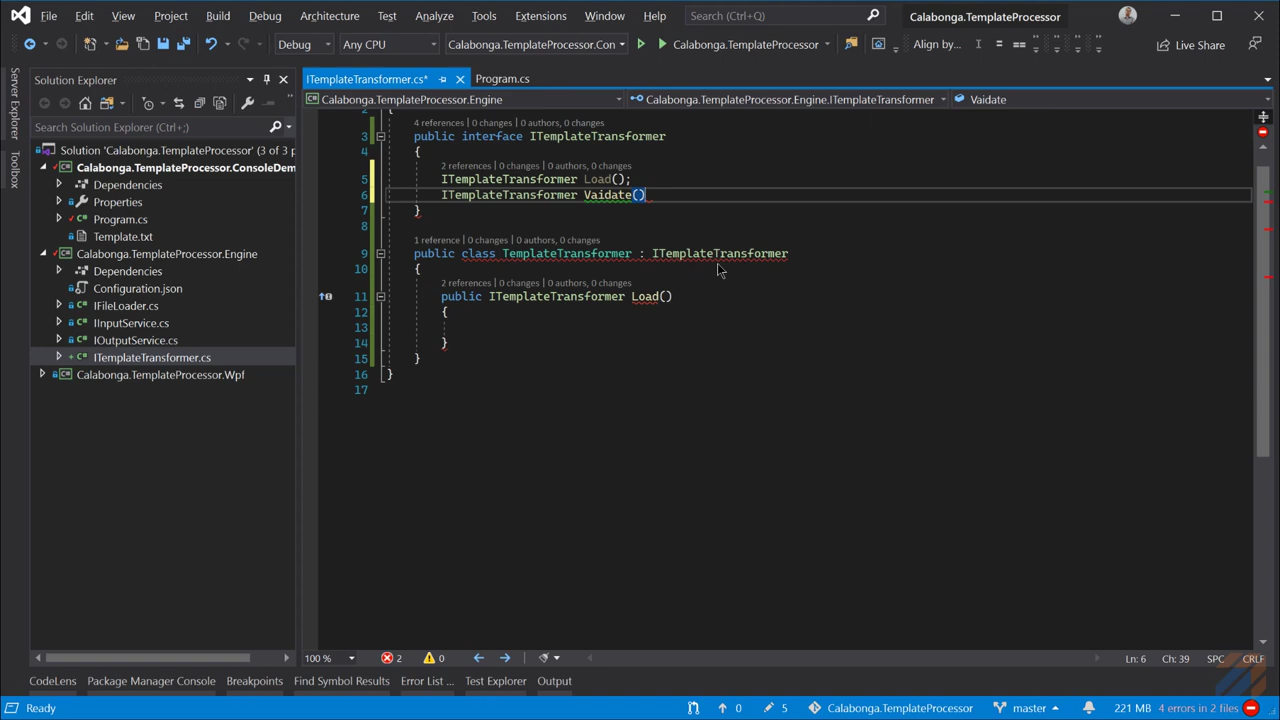 File Edit View Project Build Debug Architecture Test Analyze Tools Extensions Window Help Search (Ctrl+Q) Calabonga.TemplateProcessor
Debug Any CPU Calabonga.TemplateProcessor.Con Calabonga.TemplateProcessor Align by... Live Share
Server Explorer
Toolbox
Solution Explorer
Search Solution Explorer (Ctrl+;)
Solution 'Calabonga.TemplateProcessor' (3 of 3 p
Calabonga.TemplateProcessor.ConsoleDem
Dependencies
Properties
Program.cs
Template.txt
Calabonga.TemplateProcessor.Engine
Dependencies
Configuration.json
IFileLoader.cs
IInputService.cs
IOutputService.cs
ITemplateTransformer.cs
Calabonga.TemplateProcessor.Wpf
ITemplateTransformer.cs* Program.cs
Calabonga.TemplateProcessor.Engine Calabonga.TemplateProcessor.Engine.ITemplateTransformer Vaidate
2 {
4 references | 0 changes | 0 authors, 0 changes
3 public interface ITemplateTransformer
4 {
2 references | 0 changes | 0 authors, 0 changes
5 ITemplateTransformer Load();
6 ITemplateTransformer Vaidate()
7 }
8
1 reference | 0 changes | 0 authors, 0 changes
9 public class TemplateTransformer : ITemplateTransformer
10 {
2 references | 0 changes | 0 authors, 0 changes
11 public ITemplateTransformer Load()
12 {
13
14 }
15 }
16 }
17
100 % 2 0 Ln: 6 Ch: 39 SPC CRLF
CodeLens Package Manager Console Breakpoints Find Symbol Results Error List ... Test Explorer Output
Ready 0 5 Calabonga.TemplateProcessor master 221 MB 4 errors in 2 files